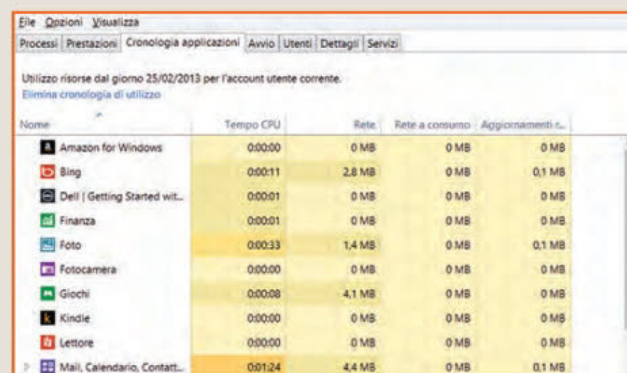 File Opzioni Visualizza
Processi Prestazioni Cronologia applicazioni Avvio Utenti Dettagli Servizi
Utilizzo risorse dal giorno 25/02/2013 per l'account utente corrente.
Elimina cronologia di utilizzo
Nome Tempo CPU Rete Rete a consumo Aggiornamenti r...
Amazon for Windows 0:00:00 0 MB 0 MB 0 MB
Bing 0:00:11 2,8 MB 0 MB 0,1 MB
Dell | Getting Started wit... 0:00:01 0 MB 0 MB 0 MB
Finanza 0:00:01 0 MB 0 MB 0 MB
Foto 0:00:33 1,4 MB 0 MB 0,1 MB
Fotocamera 0:00:00 0 MB 0 MB 0 MB
Giochi 0:00:08 4,1 MB 0 MB 0 MB
Kindle 0:00:00 0 MB 0 MB 0 MB
Lettore 0:00:00 0 MB 0 MB 0 MB
Mail, Calendario, Contatt... 0:01:24 4,4 MB 0 MB 0,1 MB